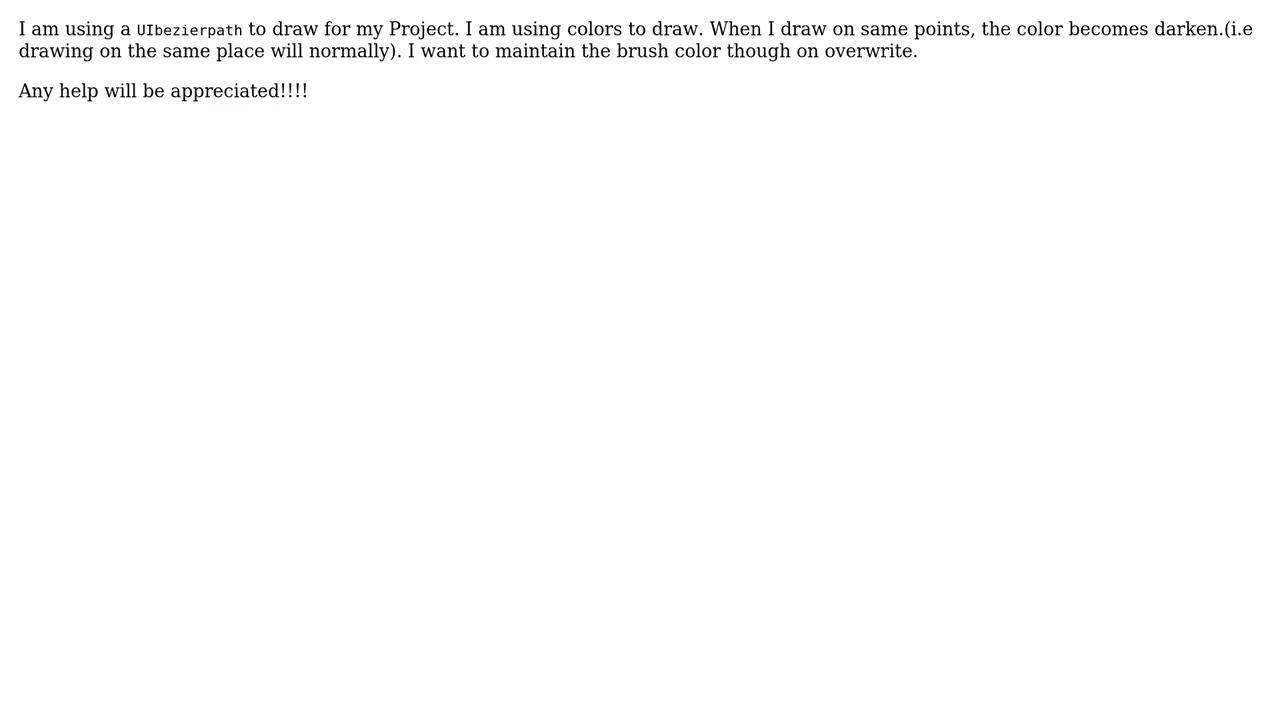 I am using a UIbezierpath to draw for my Project. I am using colors to draw. When I draw on same points, the color becomes darken.(i.e
drawing on the same place will normally). I want to maintain the brush color though on overwrite.
Any help will be appreciated!!!!